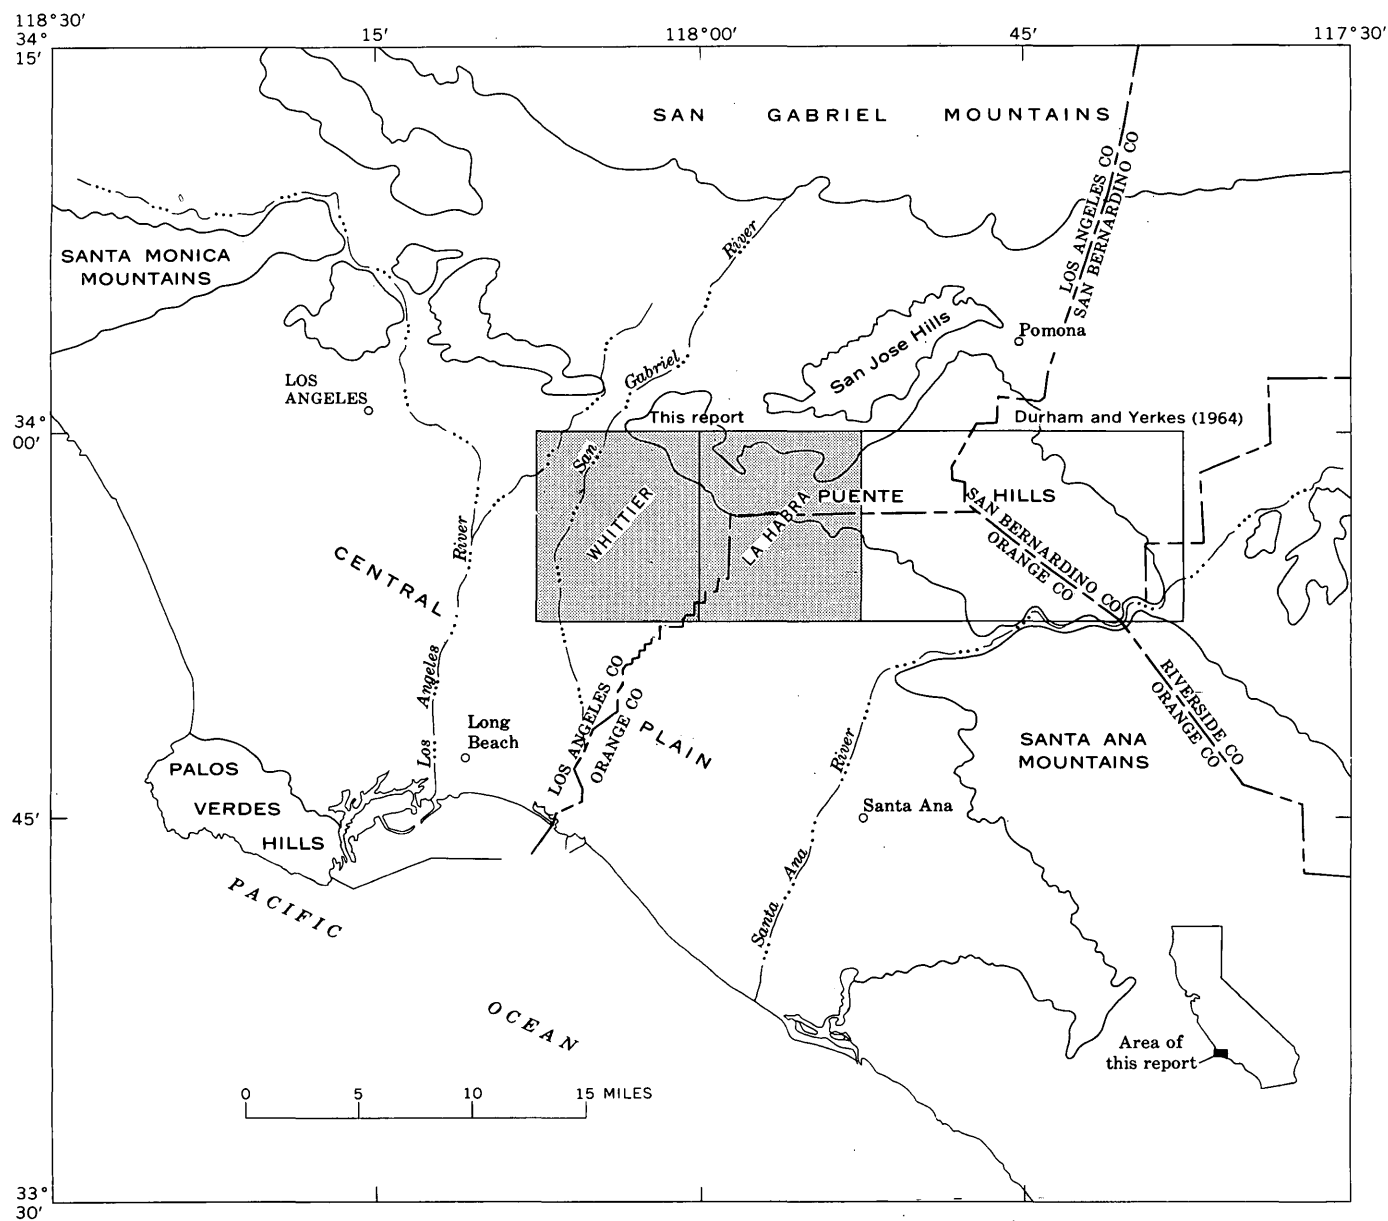 118°30'
34°
15'
15'
118°00'
45'
117°30'
SAN GABRIEL MOUNTAINS
LOS ANGELES CO
SAN BERNARDINO CO
SANTA MONICA
MOUNTAINS
River
San Jose Hills
Pomona
Gabriel
LOS
ANGELES
This report
Durham and Yerkes (1964)
34°
00'
San
WHITTIER
LA HABRA
PUENTE HILLS
SAN BERNARDINO CO
ORANGE CO
River
CENTRAL
Angeles
Los
LOS ANGELES CO
ORANGE CO
RIVERSIDE CO
ORANGE CO
Long
Beach
PLAIN
River
SANTA ANA
MOUNTAINS
PALOS
VERDES
HILLS
45'
Santa Ana
Ana
Santa
PACIFIC
OCEAN
Area of
this report
0 5 10 15 MILES
33°
30'